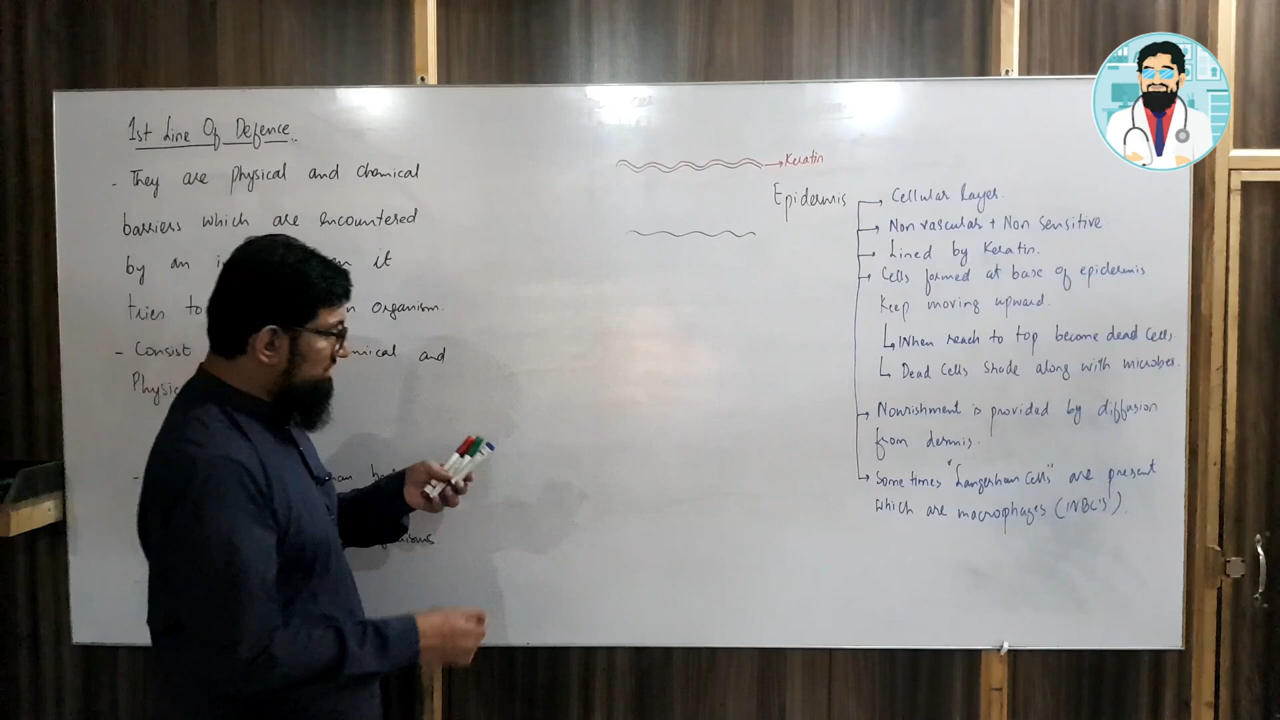 1st Line Of Defence
- They are Physical and chemical
barriers which are encountered
by an it
tries to organism.
- Consist and
-
Keratin
Epidermis
Cellular Layer.
Non vascular + Non Sensitive
Lined by Keratin.
Cells formed at base of epidermis
Keep moving upward.
When reach to top become dead cells.
Dead Cells Shade along with microbes.
Nourishment is provided by diffusion
from dermis.
Some times "Langerhan Cells" are present
which are macrophages (WBC's).